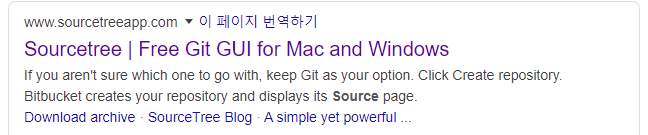 www.sourcetreeapp.com ▼ 이 페이지 번역하기
Sourcetree | Free Git GUI for Mac and Windows
If you aren't sure which one to go with, keep Git as your option. Click Create repository.
Bitbucket creates your repository and displays its Source page.
Download archive · SourceTree Blog · A simple yet powerful ...